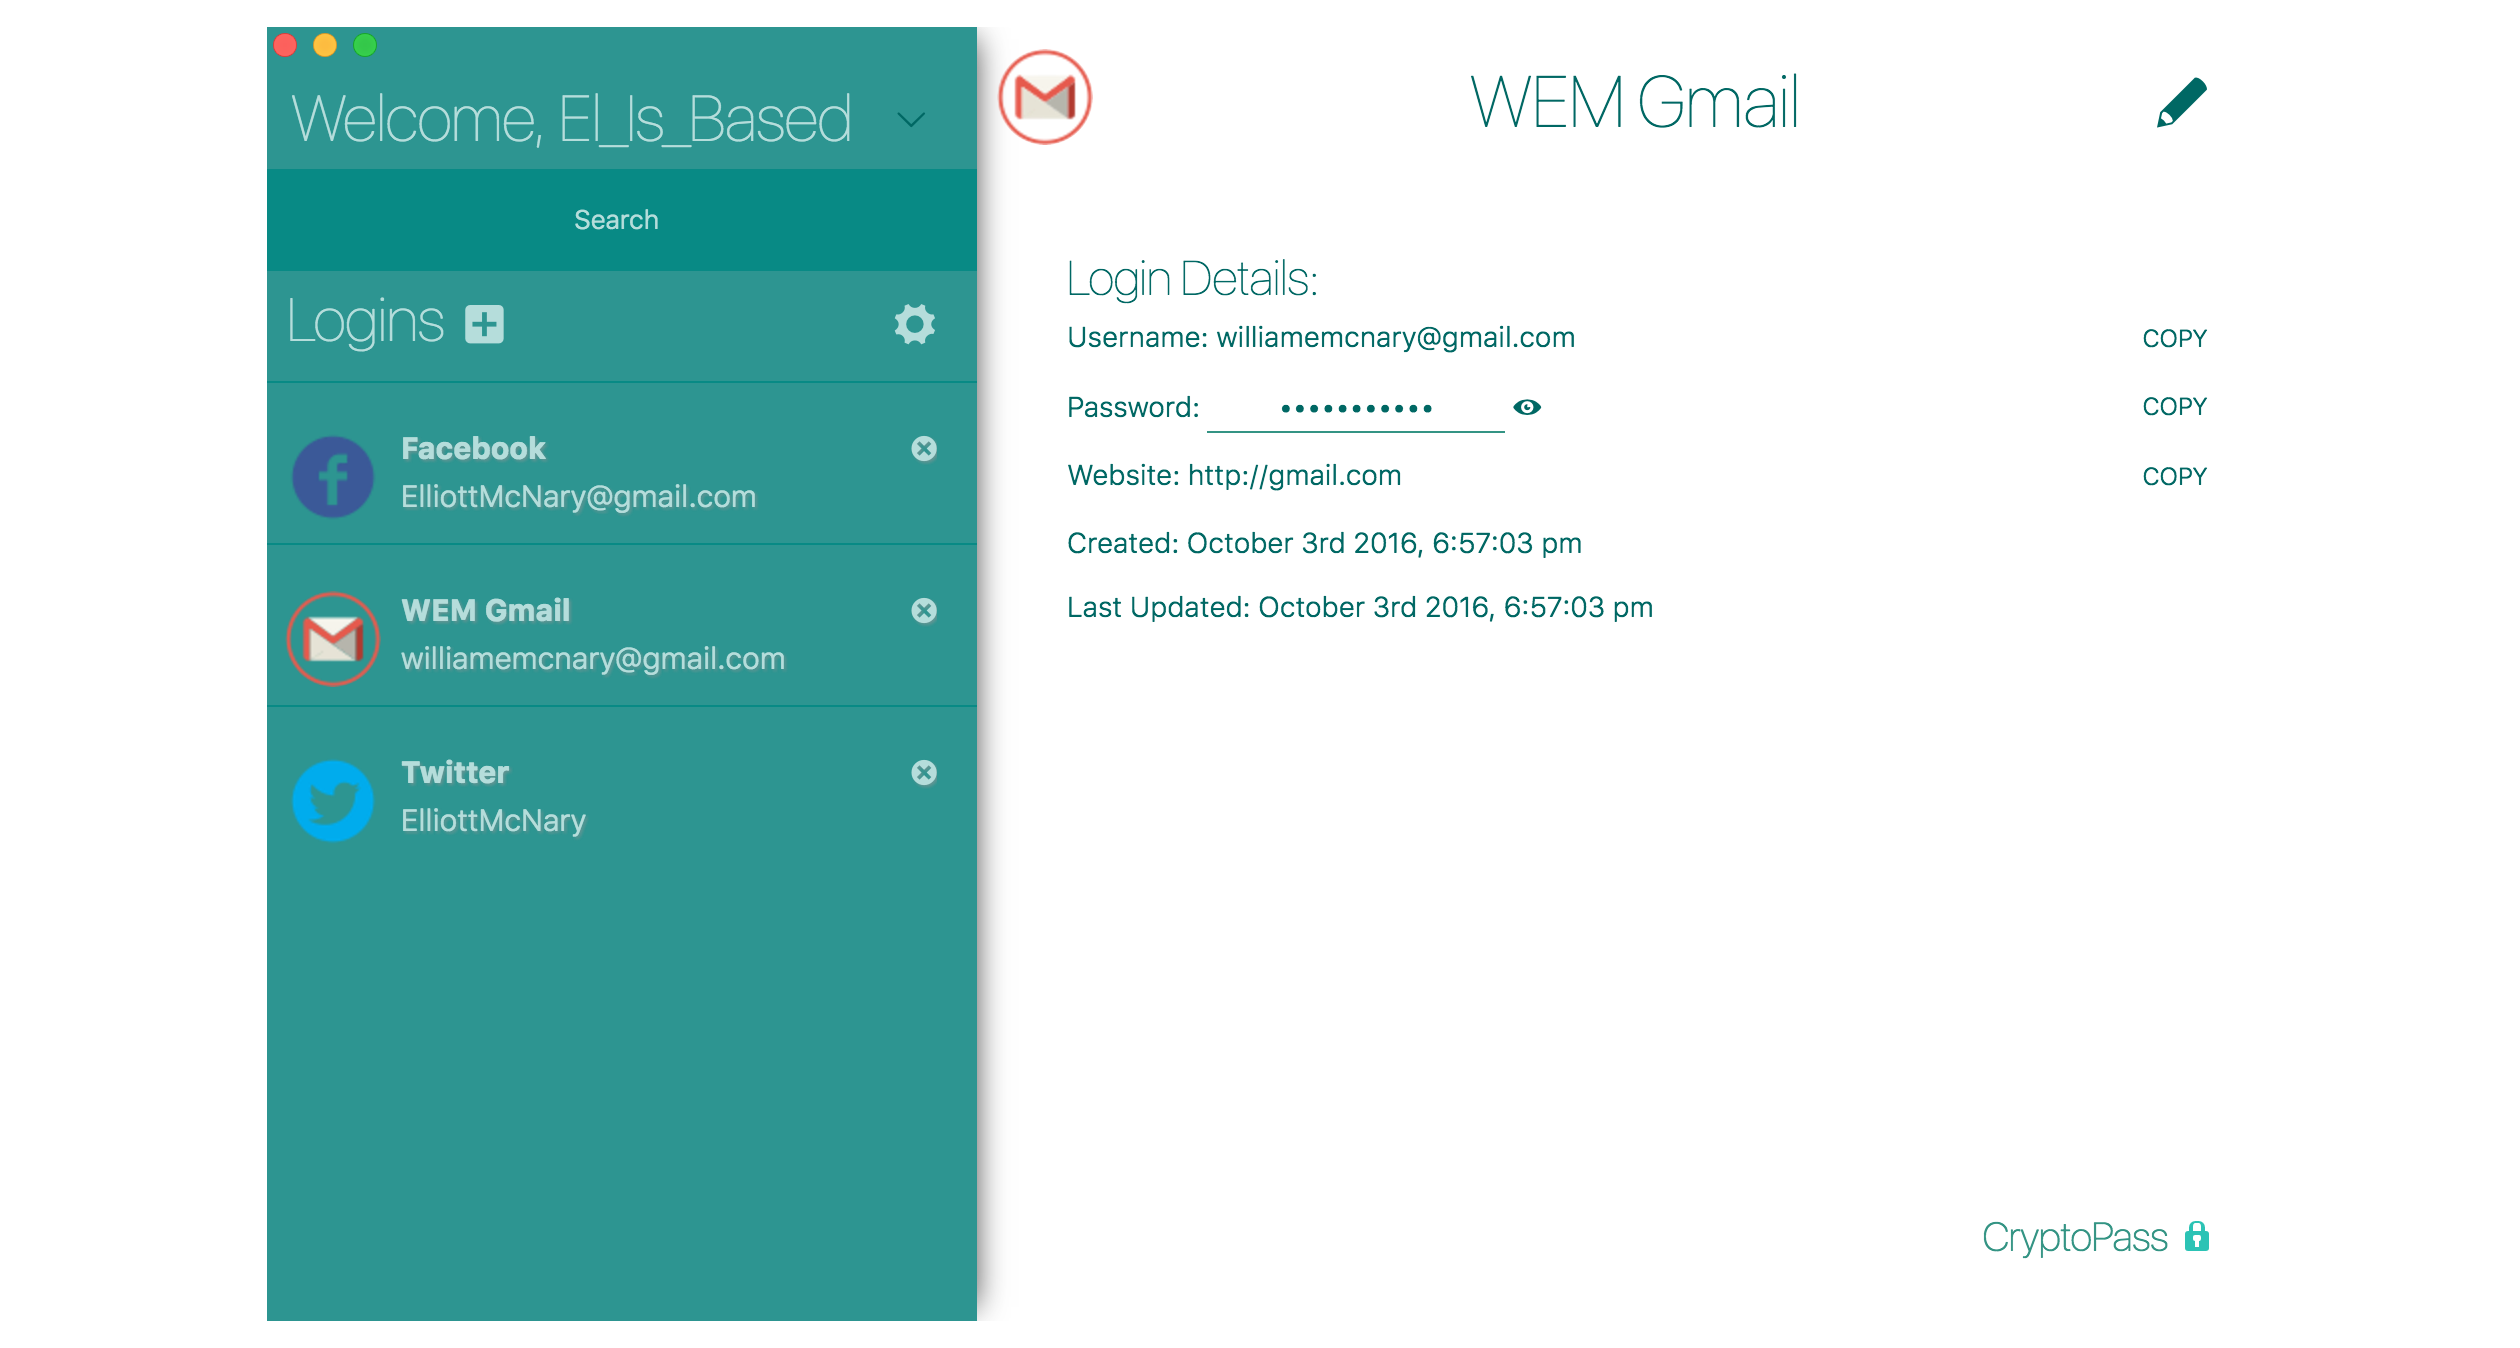 Welcome, El_Is_Based
Search
Logins
Facebook
ElliottMcNary@gmail.com
WEM Gmail
williamemcnary@gmail.com
Twitter
ElliottMcNary
WEM Gmail
Login Details:
Username: williamemcnary@gmail.com COPY
Password: ••••••••••• COPY
Website: http://gmail.com COPY
Created: October 3rd 2016, 6:57:03 pm
Last Updated: October 3rd 2016, 6:57:03 pm
CryptoPass